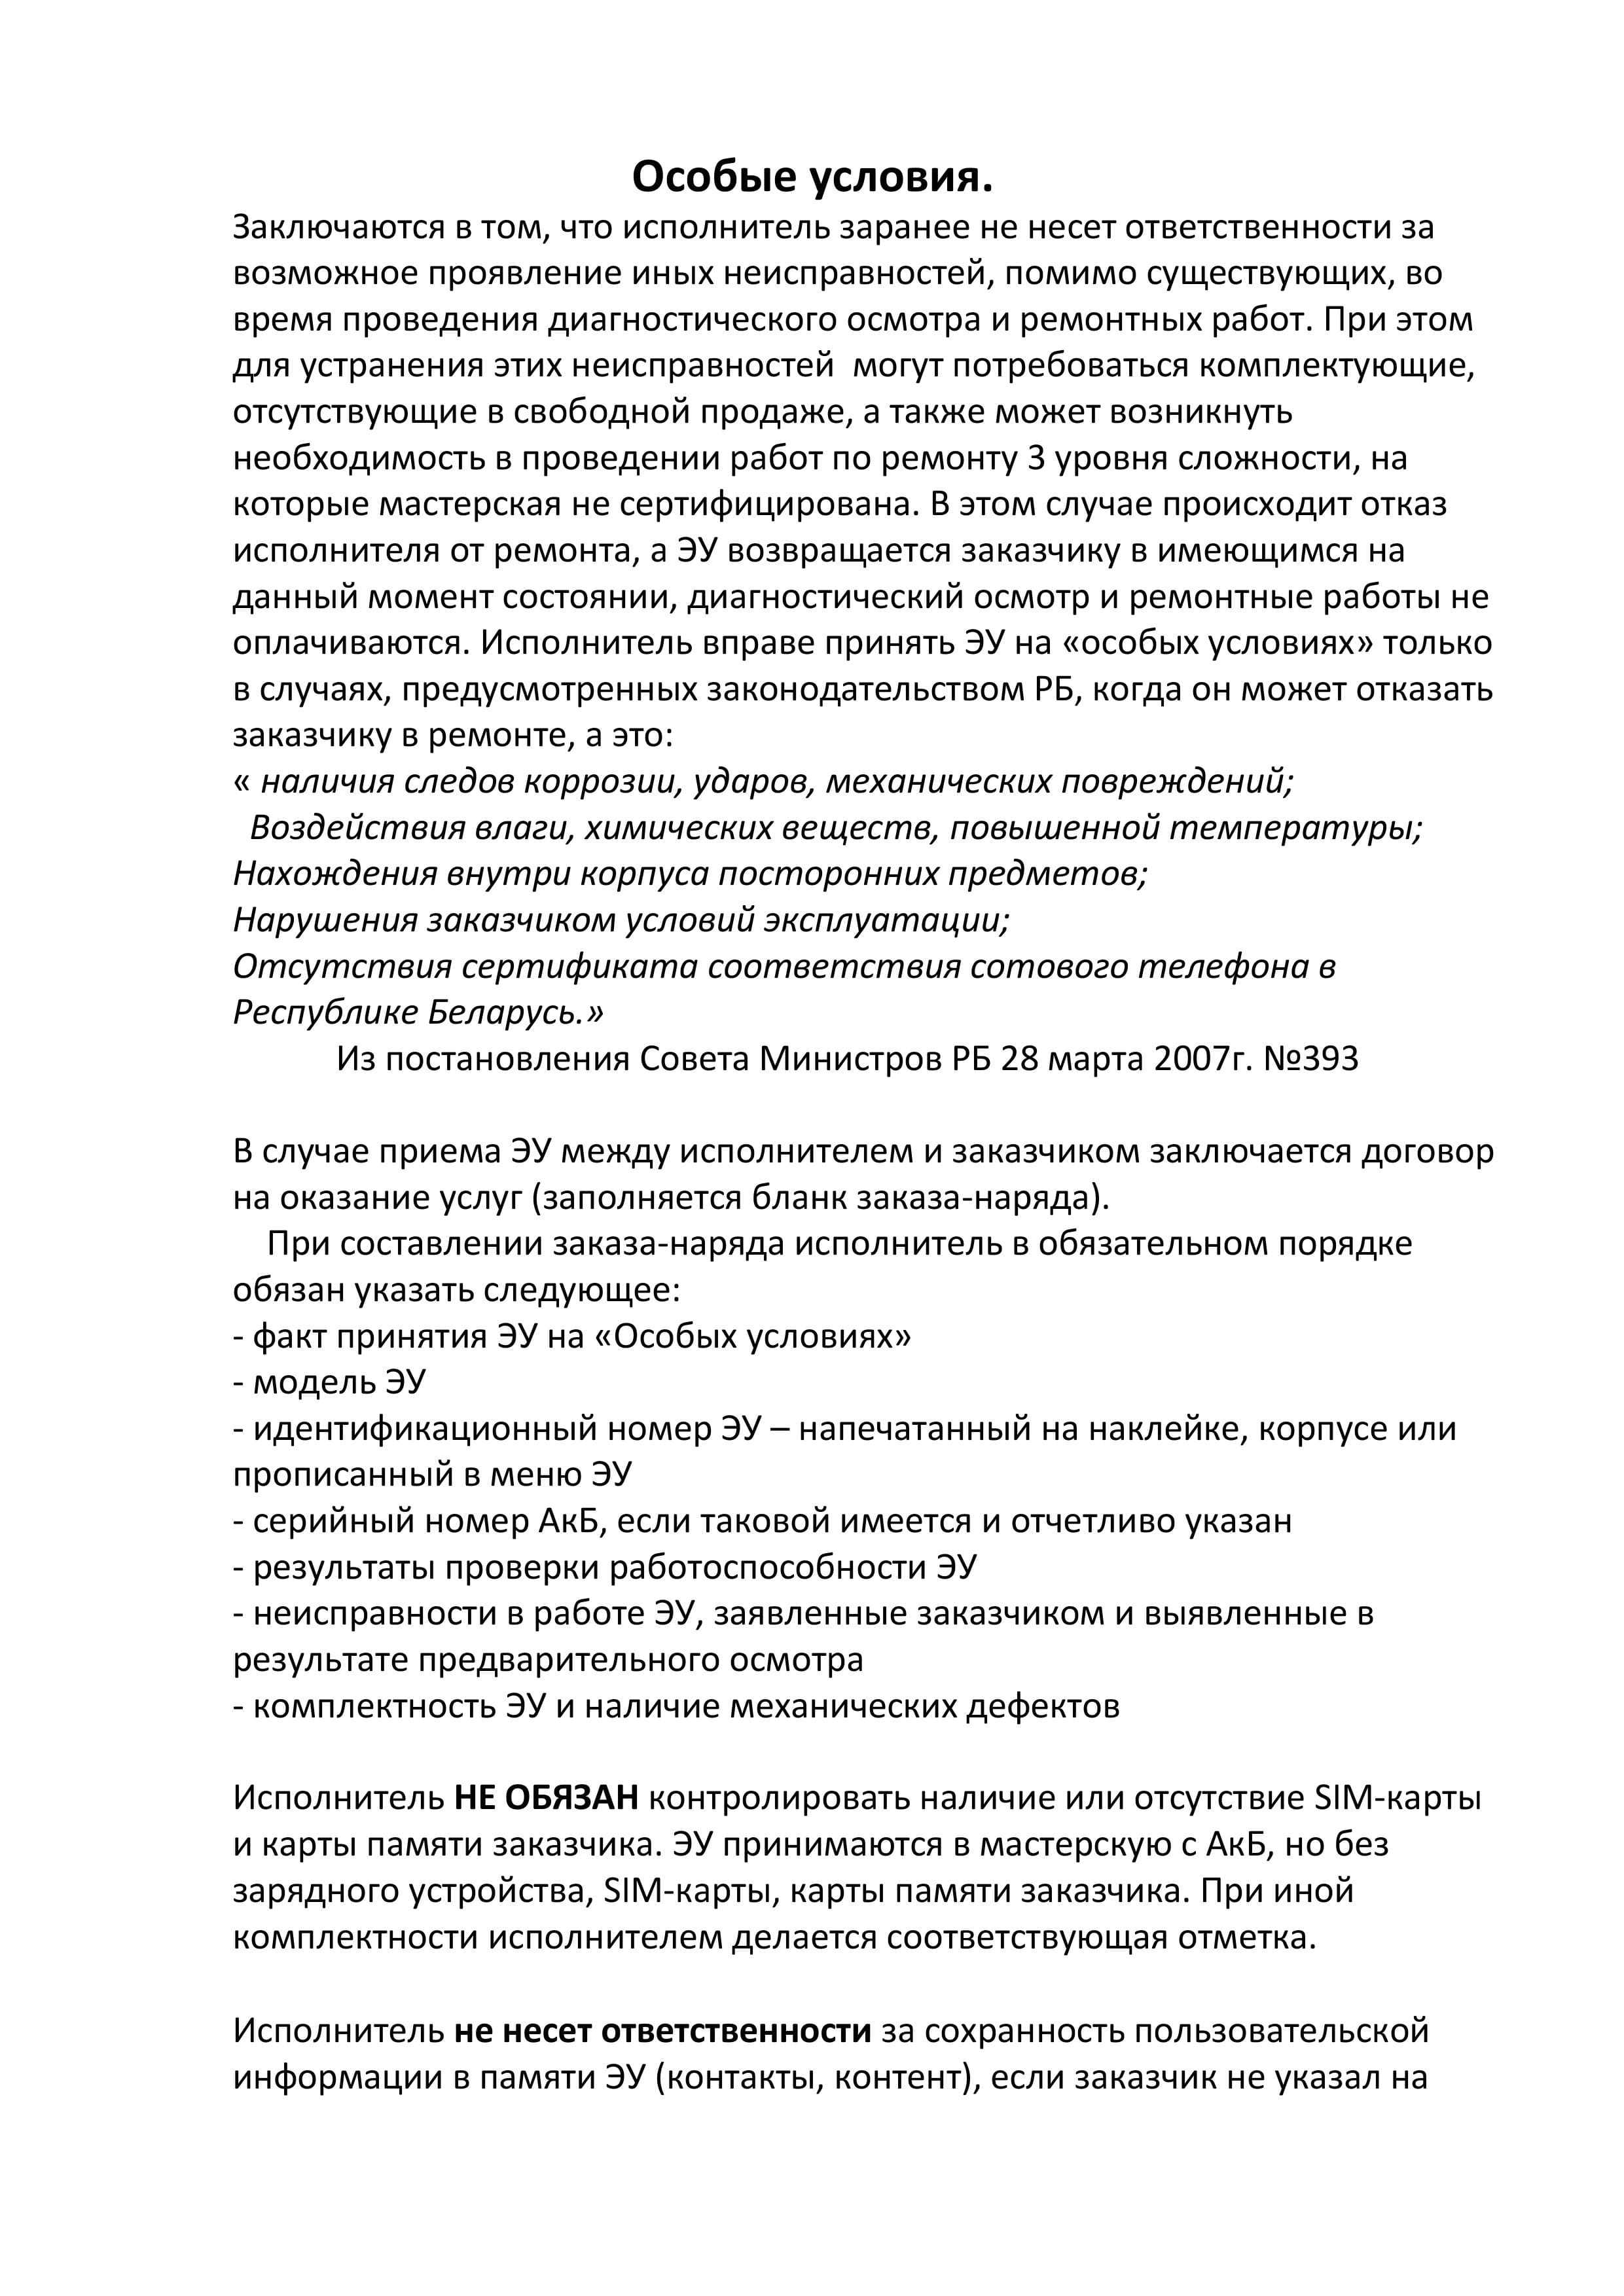 Особые условия.
Заключаются в том, что исполнитель заранее не несет ответственности за
возможное проявление иных неисправностей, помимо существующих, во
время проведения диагностического осмотра и ремонтных работ. При этом
для устранения этих неисправностей  могут потребоваться комплектующие,
отсутствующие в свободной продаже, а также может возникнуть
необходимость в проведении работ по ремонту 3 уровня сложности, на
которые мастерская не сертифицирована. В этом случае происходит отказ
исполнителя от ремонта, а ЭУ возвращается заказчику в имеющимся на
данный момент состоянии, диагностический осмотр и ремонтные работы не
оплачиваются. Исполнитель вправе принять ЭУ на «особых условиях» только
в случаях, предусмотренных законодательством РБ, когда он может отказать
заказчику в ремонте, а это:
« наличия следов коррозии, ударов, механических повреждений;
Воздействия влаги, химических веществ, повышенной температуры;
Нахождения внутри корпуса посторонних предметов;
Нарушения заказчиком условий эксплуатации;
Отсутствия сертификата соответствия сотового телефона в
Республике Беларусь.»
Из постановления Совета Министров РБ 28 марта 2007г. №393
В случае приема ЭУ между исполнителем и заказчиком заключается договор
на оказание услуг (заполняется бланк заказа-наряда).
При составлении заказа-наряда исполнитель в обязательном порядке
обязан указать следующее:
- факт принятия ЭУ на «Особых условиях»
- модель ЭУ
- идентификационный номер ЭУ – напечатанный на наклейке, корпусе или
прописанный в меню ЭУ
- серийный номер АкБ, если таковой имеется и отчетливо указан
- результаты проверки работоспособности ЭУ
- неисправности в работе ЭУ, заявленные заказчиком и выявленные в
результате предварительного осмотра
- комплектность ЭУ и наличие механических дефектов
Исполнитель НЕ ОБЯЗАН контролировать наличие или отсутствие SIM-карты
и карты памяти заказчика. ЭУ принимаются в мастерскую с АкБ, но без
зарядного устройства, SIM-карты, карты памяти заказчика. При иной
комплектности исполнителем делается соответствующая отметка.
Исполнитель не несет ответственности за сохранность пользовательской
информации в памяти ЭУ (контакты, контент), если заказчик не указал на